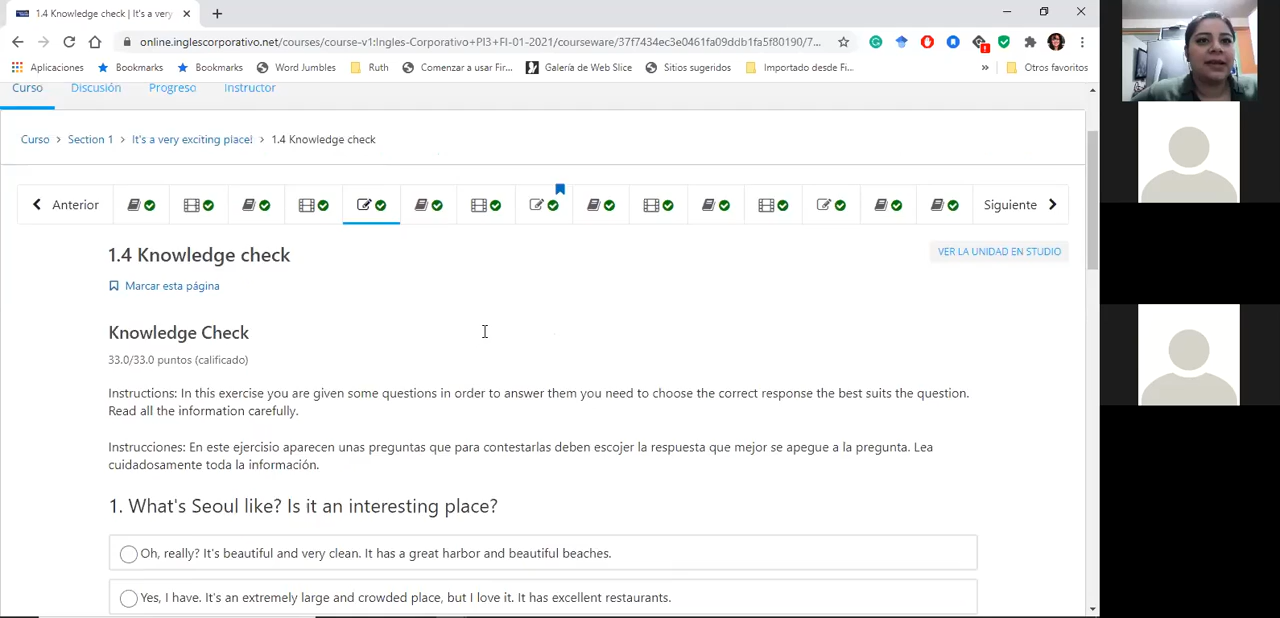 1.4 Knowledge check | It's a very
online.inglescorporativo.net/courses/course-v1:Ingles-Corporativo+PI3+FI-01-2021/courseware/37f7434ec3e0461fa09ddb1fa5f80190/7...
Aplicaciones Bookmarks Bookmarks Word Jumbles Ruth Comenzar a usar Fir... Galería de Web Slice Sitios sugeridos Importado desde Fi... » Otros favoritos
Curso Discusión Progreso Instructor
Curso > Section 1 > It's a very exciting place! > 1.4 Knowledge check
Anterior Siguiente
1.4 Knowledge check
VER LA UNIDAD EN STUDIO
Marcar esta página
Knowledge Check
33.0/33.0 puntos (calificado)
Instructions: In this exercise you are given some questions in order to answer them you need to choose the correct response the best suits the question.
Read all the information carefully.
Instrucciones: En este ejercisio aparecen unas preguntas que para contestarlas deben escojer la respuesta que mejor se apegue a la pregunta. Lea
cuidadosamente toda la información.
1. What's Seoul like? Is it an interesting place?
Oh, really? It's beautiful and very clean. It has a great harbor and beautiful beaches.
Yes, I have. It's an extremely large and crowded place, but I love it. It has excellent restaurants.